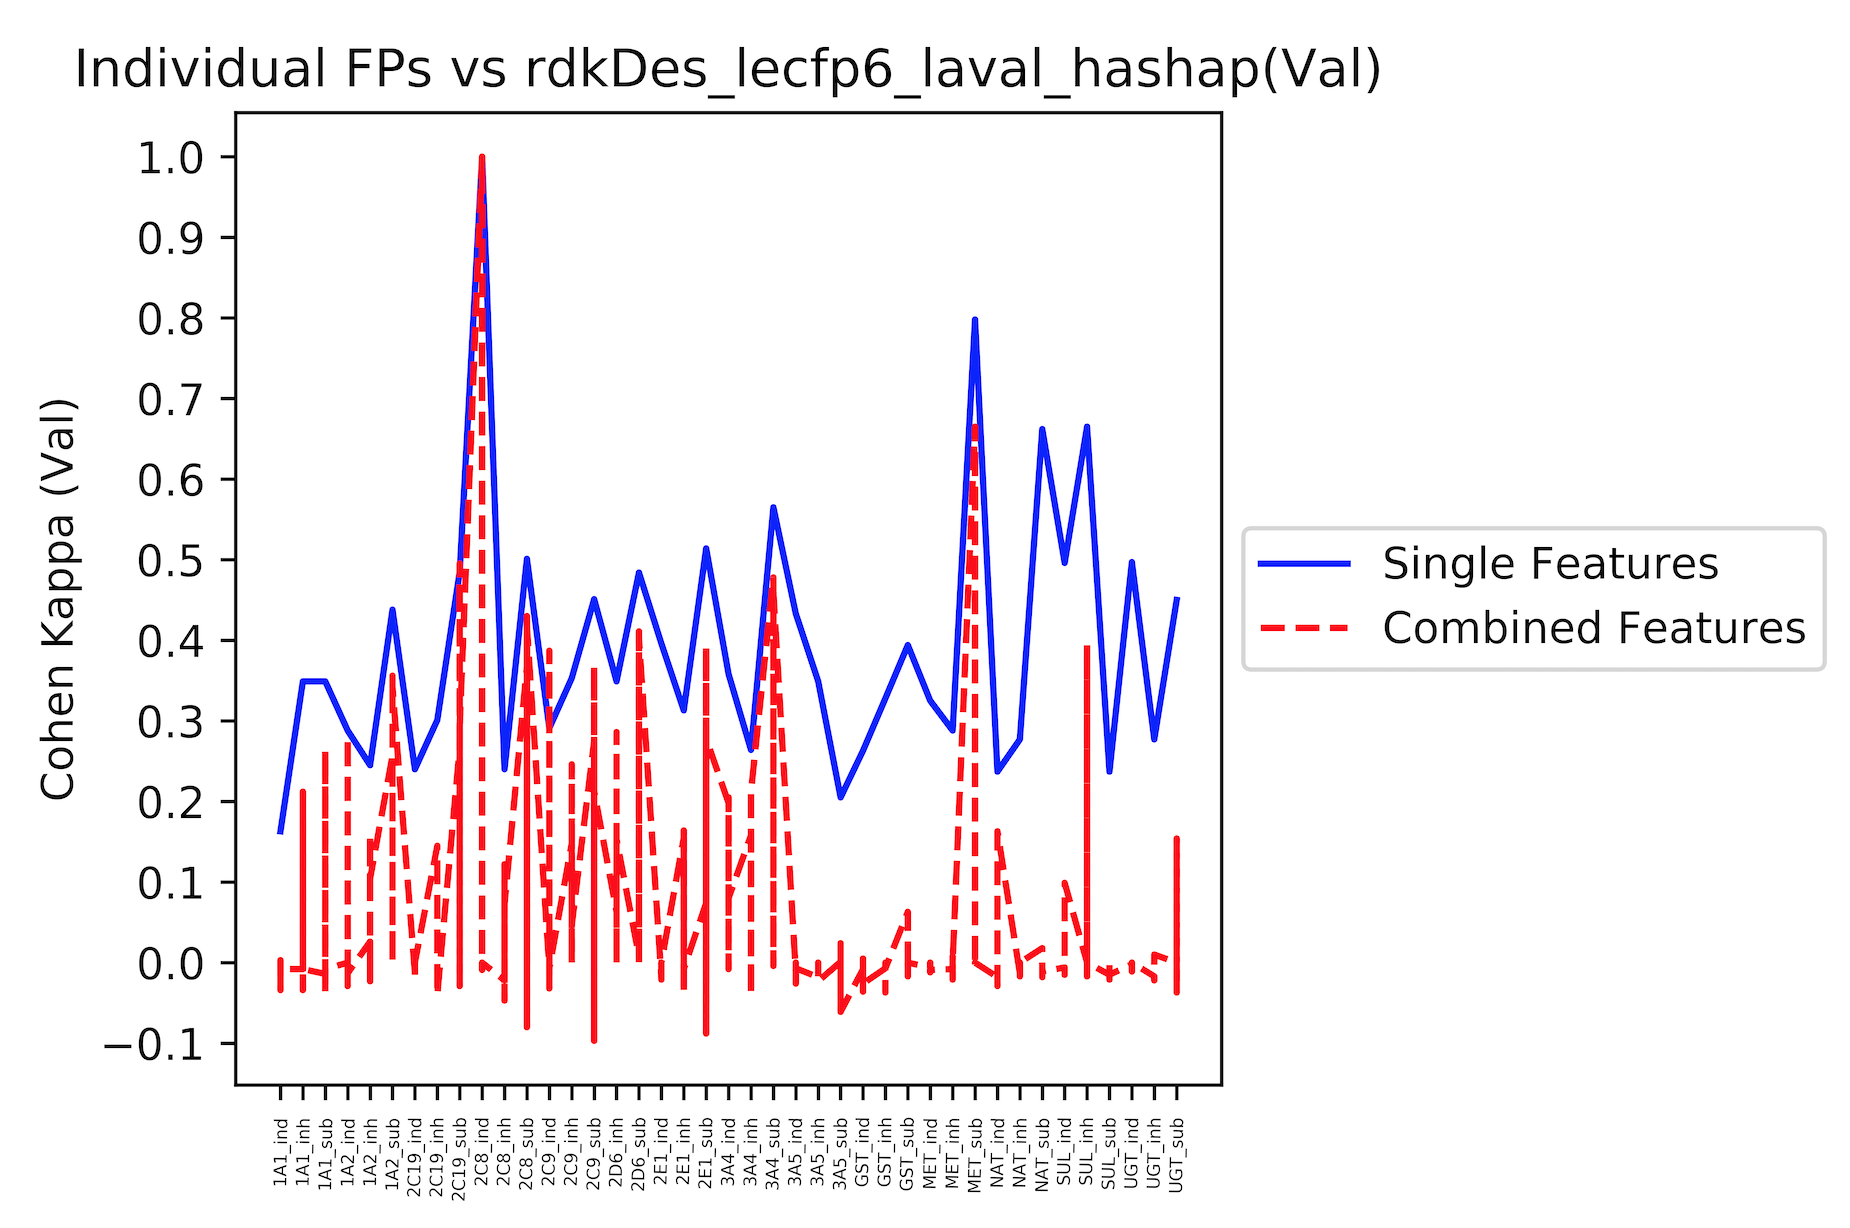 Individual FPs vs rdkDes_lecfp6_laval_hashap(Val)
Cohen Kappa (Val)
1.0
0.9
0.8
0.7
0.6
0.5
0.4
0.3
0.2
0.1
0.0
−0.1
Single Features
Combined Features
1A1_ind
1A1_inh
1A1_sub
1A2_ind
1A2_inh
1A2_sub
2C19_ind
2C19_inh
2C19_sub
2C8_ind
2C8_inh
2C8_sub
2C9_ind
2C9_inh
2C9_sub
2D6_inh
2D6_sub
2E1_ind
2E1_inh
2E1_sub
3A4_ind
3A4_inh
3A4_sub
3A5_ind
3A5_inh
3A5_sub
GST_ind
GST_inh
GST_sub
MET_ind
MET_inh
MET_sub
NAT_ind
NAT_inh
NAT_sub
SUL_ind
SUL_inh
SUL_sub
UGT_ind
UGT_inh
UGT_sub